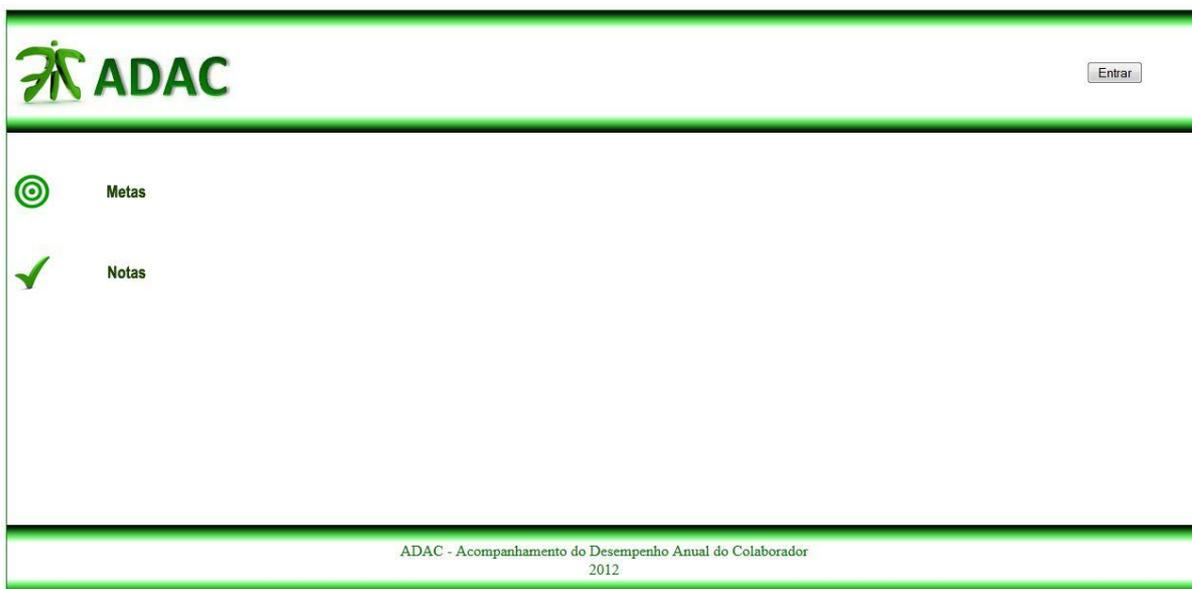 ADAC
Entrar
Metas
Notas
ADAC - Acompanhamento do Desempenho Anual do Colaborador
2012